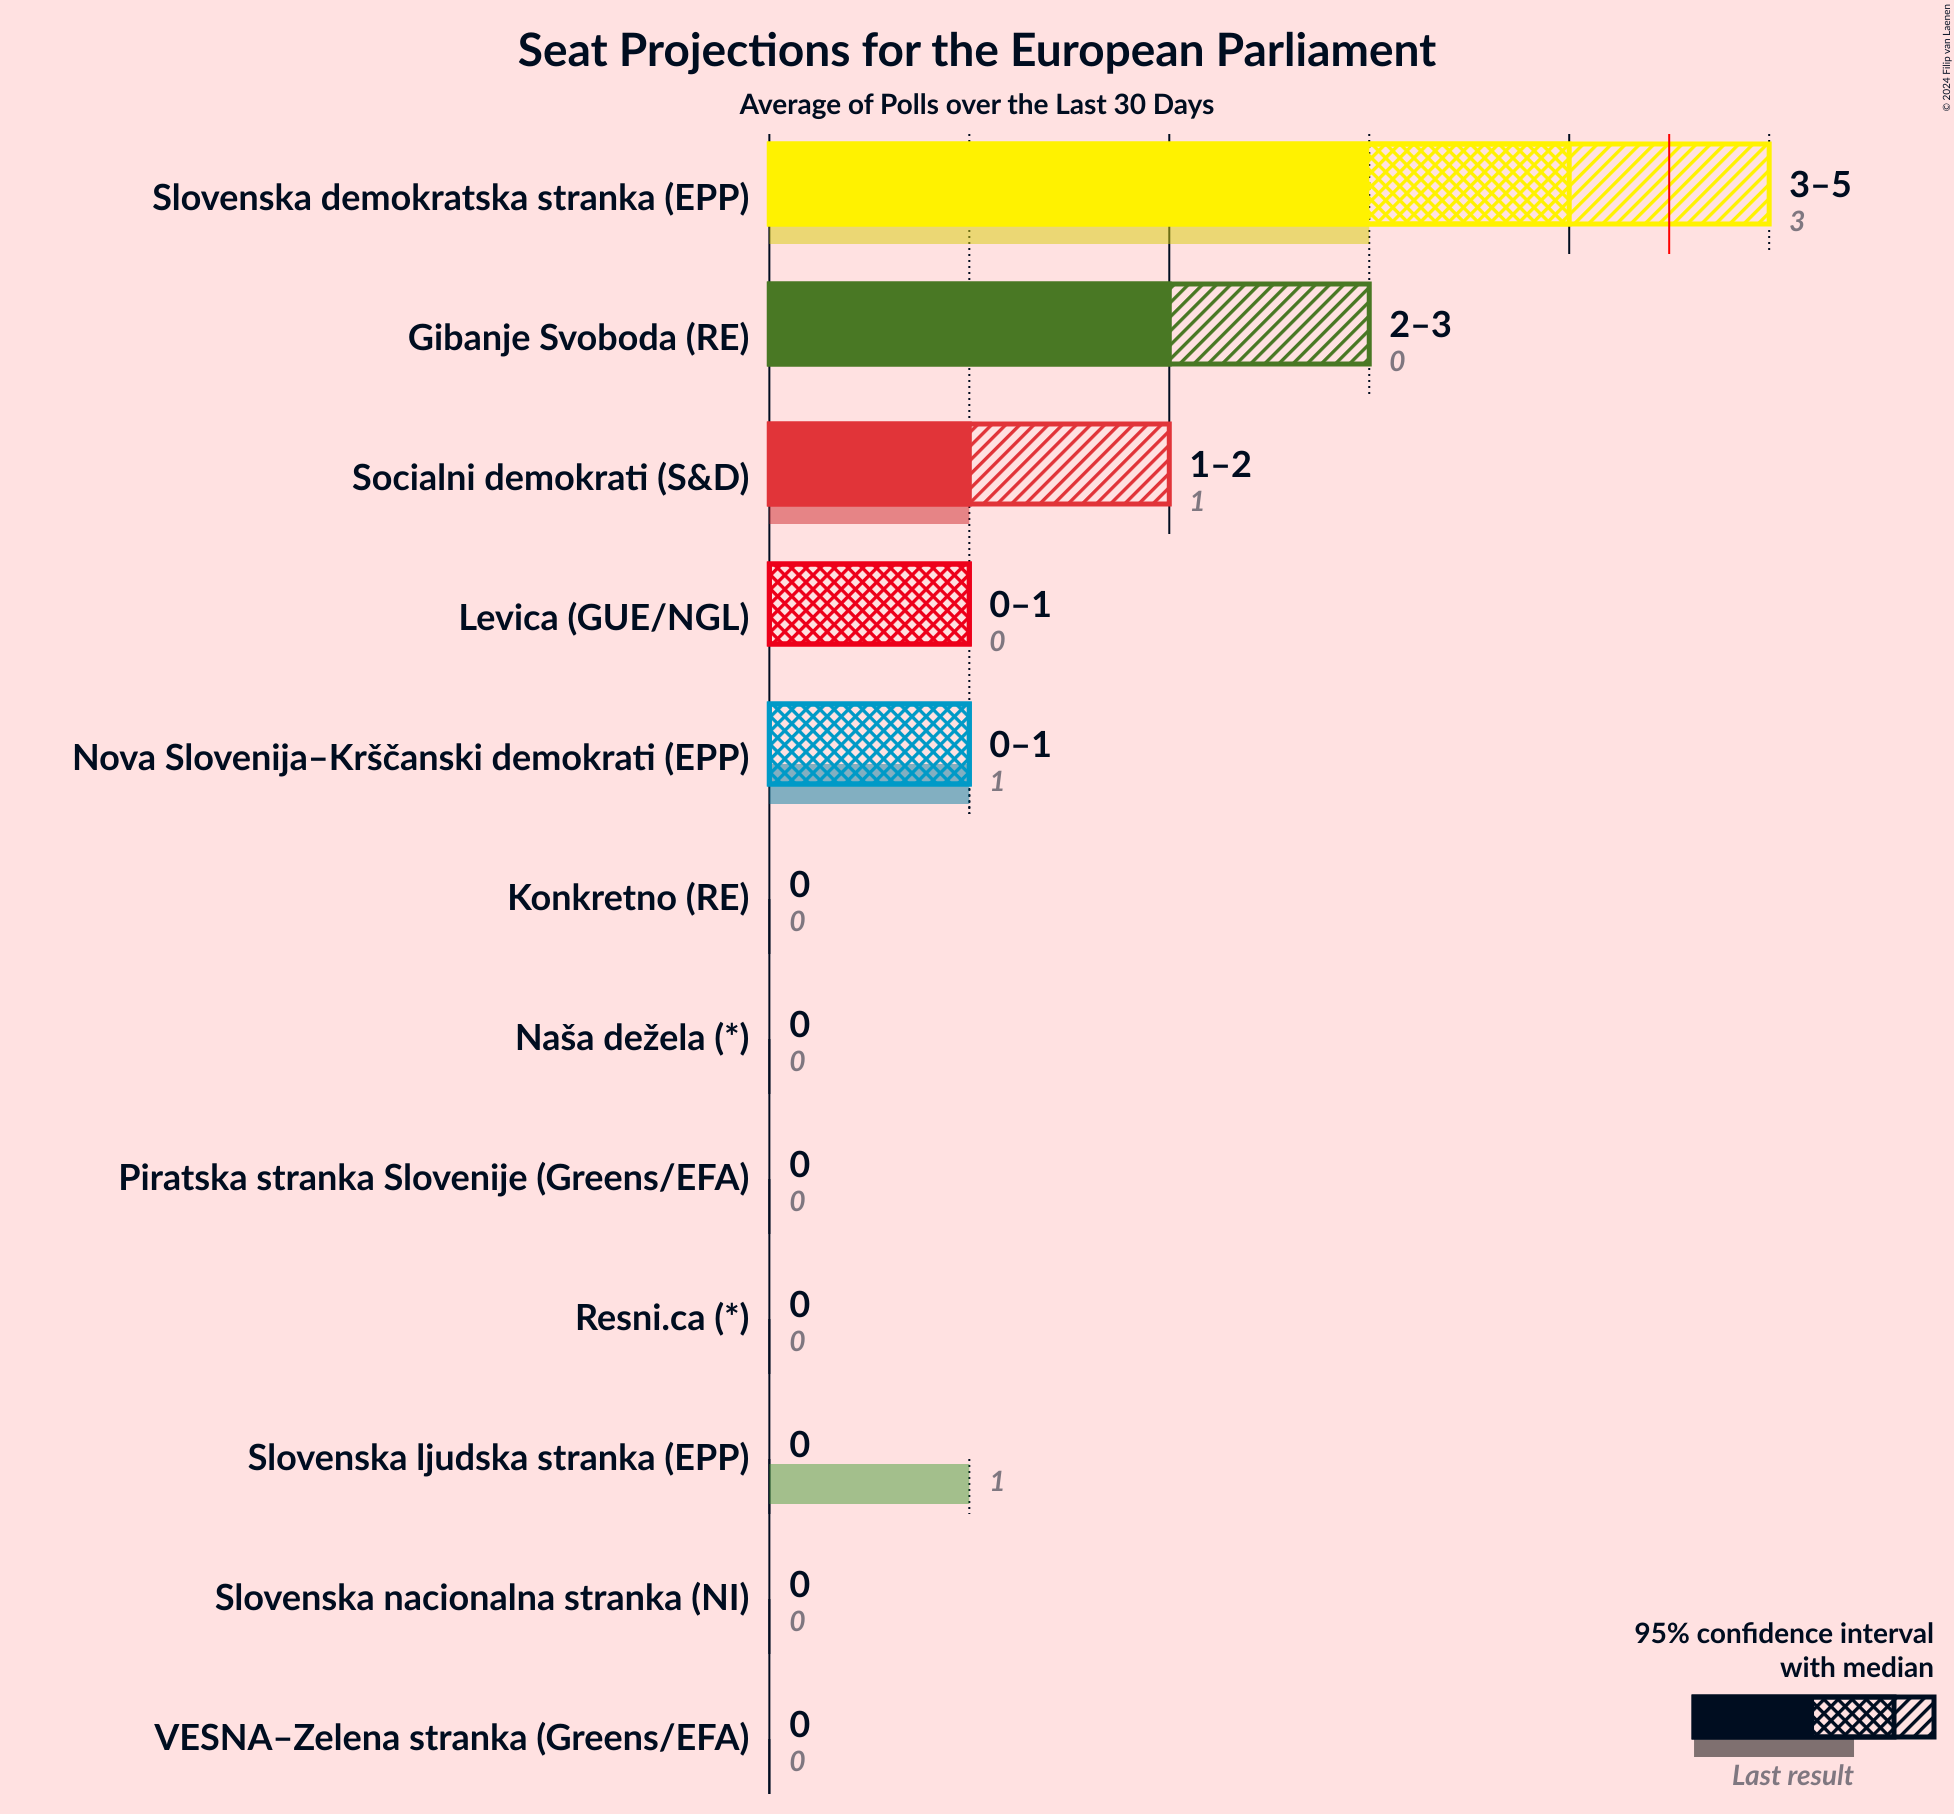 Seat Projections for the European Parliament
Average of Polls over the Last 30 Days
© 2024 Filip van Laenen
Slovenska demokratska stranka (EPP)
3–5
3
Gibanje Svoboda (RE)
2–3
0
Socialni demokrati (S&D)
1–2
1
Levica (GUE/NGL)
0–1
0
Nova Slovenija–Krščanski demokrati (EPP)
0–1
1
Konkretno (RE)
0
0
Naša dežela (*)
0
0
Piratska stranka Slovenije (Greens/EFA)
0
0
Resni.ca (*)
0
0
Slovenska ljudska stranka (EPP)
0
1
Slovenska nacionalna stranka (NI)
0
0
VESNA–Zelena stranka (Greens/EFA)
0
0
95% confidence interval
with median
Last result